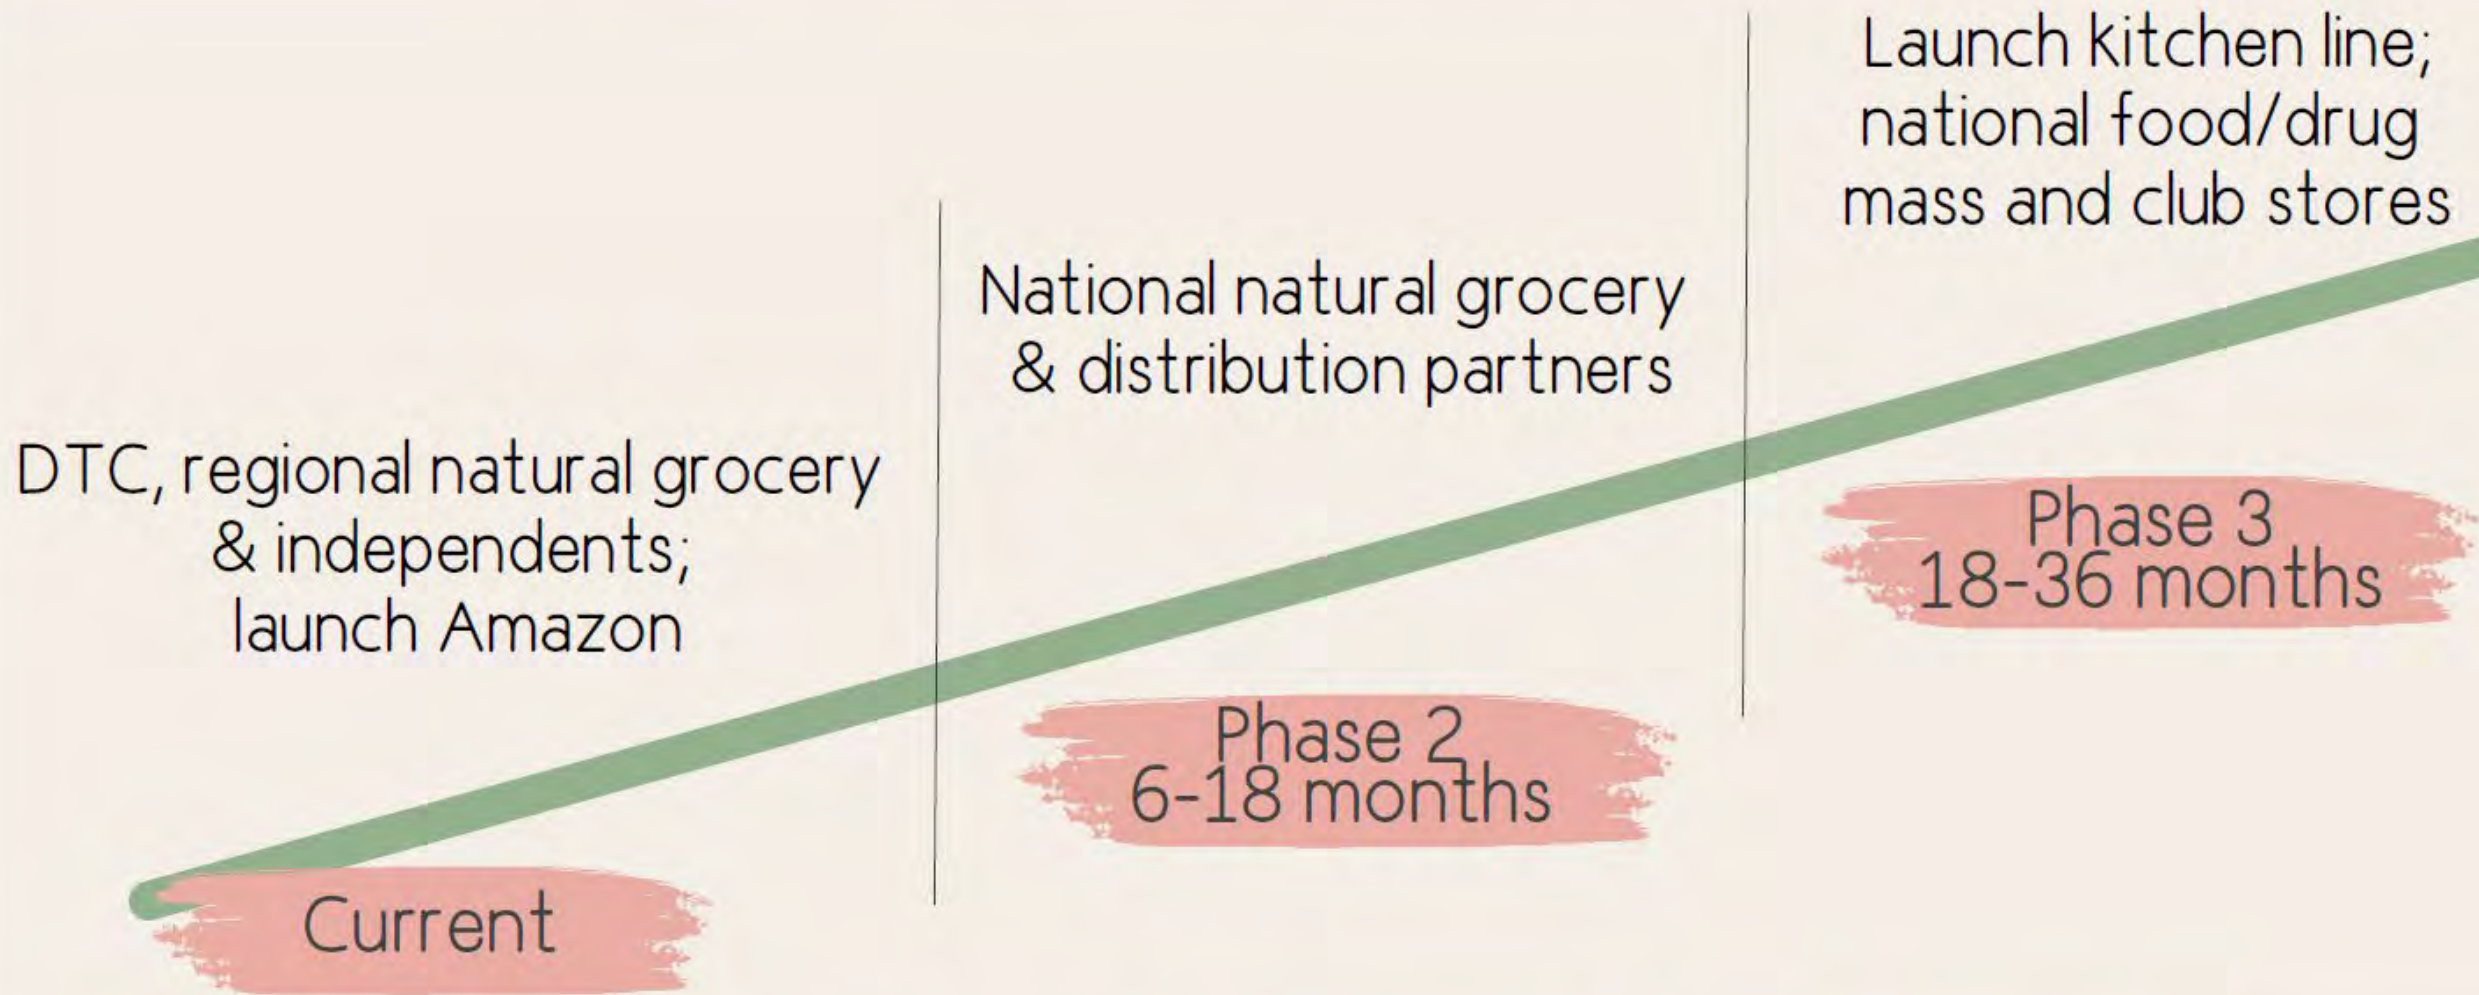 DTC, regional natural grocery
& independents;
launch Amazon
Current
National natural grocery
& distribution partners
Phase 2
6-18 months
Launch kitchen line;
national food/drug
mass and club stores
Phase 3
18-36 months